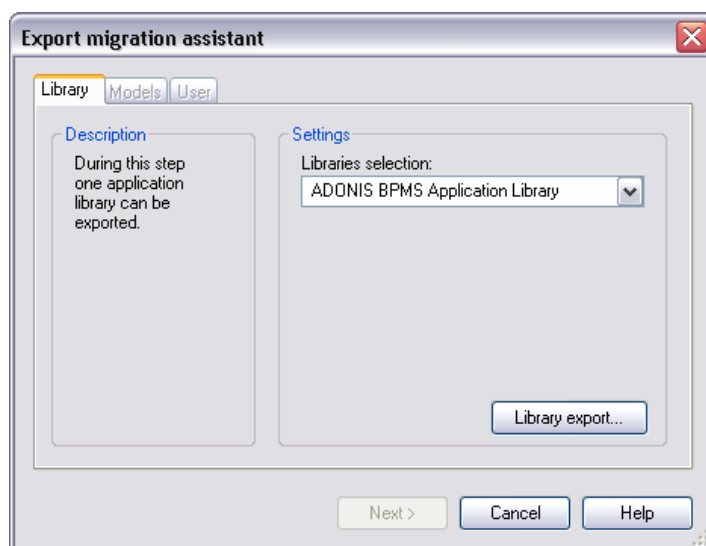 Export migration assistant
Library
Models
User
Description
During this step
one application
library can be
exported.
Settings
Libraries selection:
ADONIS BPMS Application Library
Library export...
Next >
Cancel
Help